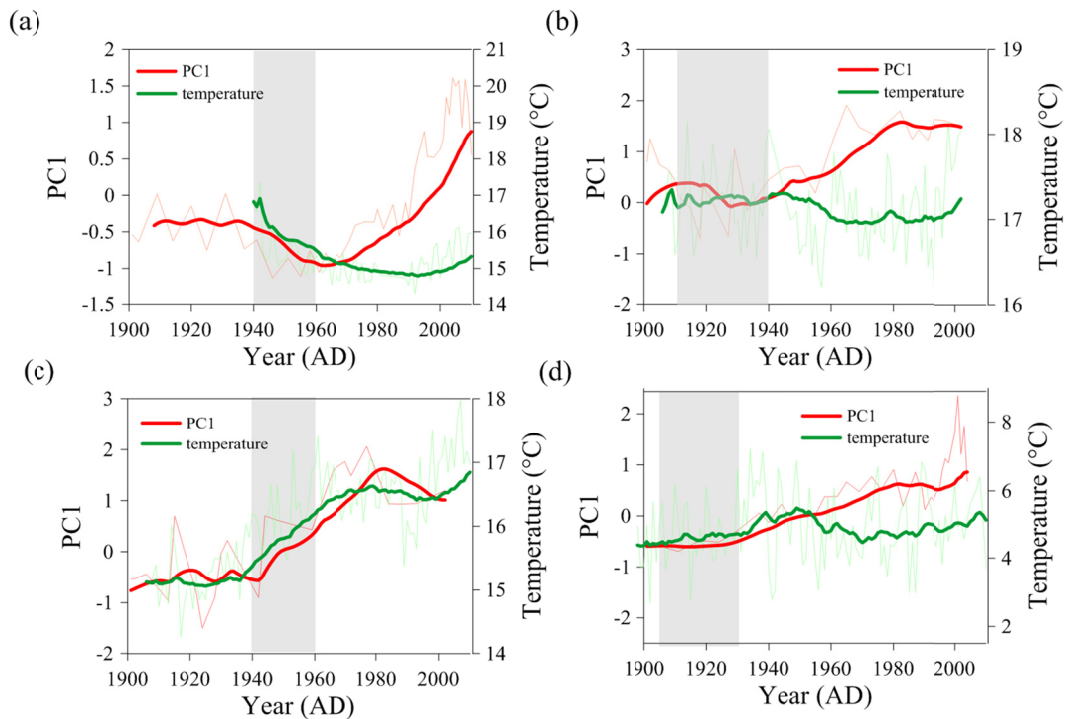 (a)
2
1.5
1
0.5
0
-0.5
-1
-1.5
PC1
PC1
temperature
21
20
19
18
17
16
15
14
Temperature (°C)
1900 1920 1940 1960 1980 2000
Year (AD)
(b)
3
2
1
0
-1
-2
PC1
PC1
temperature
19
18
17
16
Temperature (°C)
1900 1920 1940 1960 1980 2000
Year (AD)
(c)
3
2
1
0
-1
-2
PC1
PC1
temperature
18
17
16
15
14
Temperature (°C)
1900 1920 1940 1960 1980 2000
Year (AD)
(d)
2
1
0
-1
-2
PC1
PC1
temperature
8
6
4
2
Temperature (°C)
1900 1920 1940 1960 1980 2000
Year (AD)